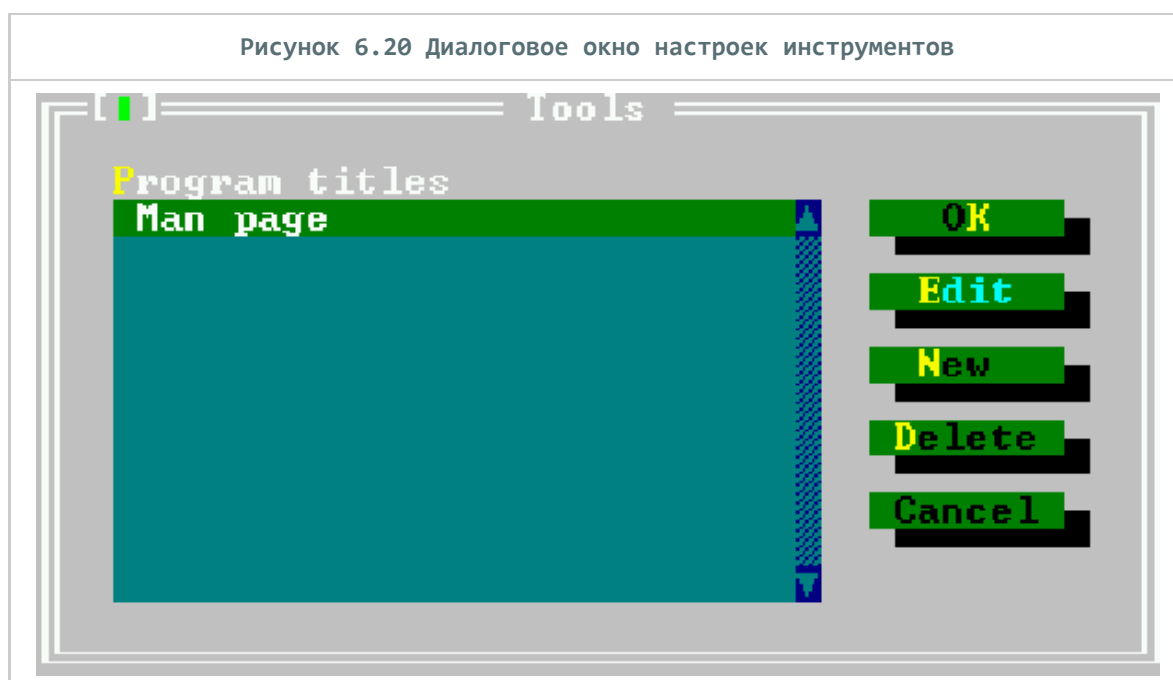 Рисунок 6.20 Диалоговое окно настроек инструментов
[ ] Tools
Program titles
Man page
OK
Edit
New
Delete
Cancel